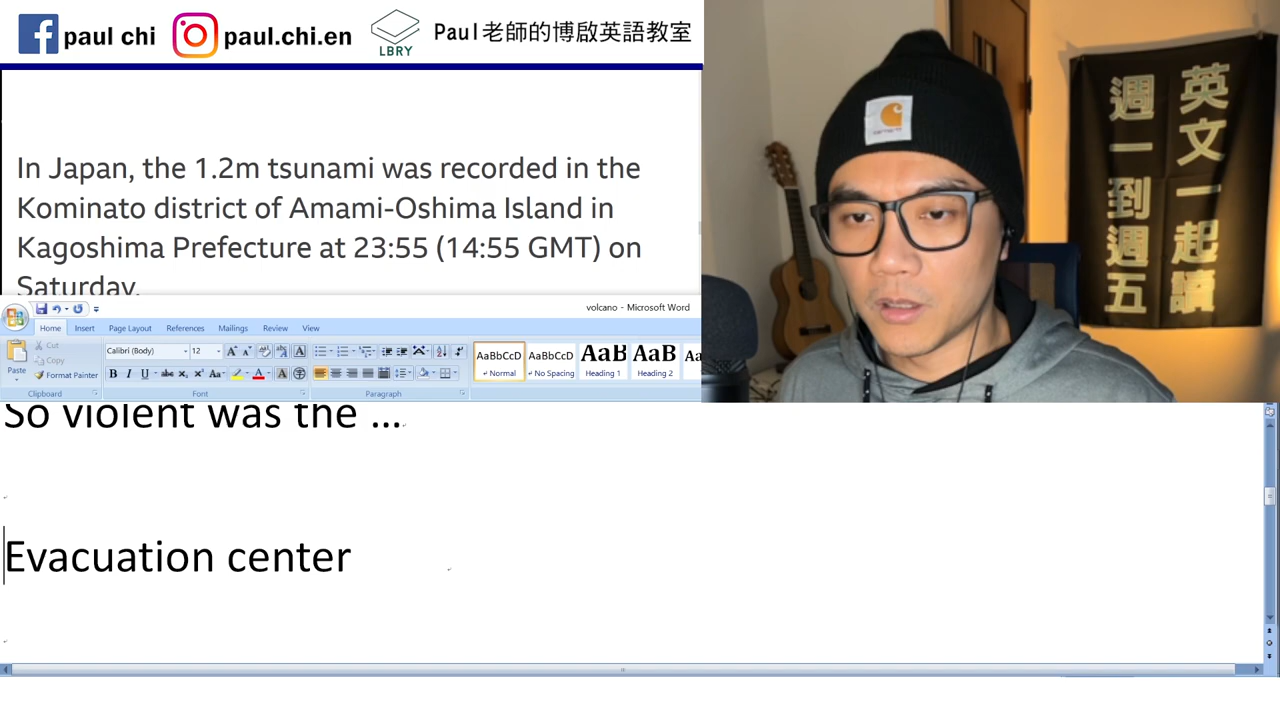 paul chi
paul.chi.en
LBRY
Paul老師的博啟英語教室
In Japan, the 1.2m tsunami was recorded in the
Kominato district of Amami-Oshima Island in
Kagoshima Prefecture at 23:55 (14:55 GMT) on
Saturday.
volcano - Microsoft Word
Home Insert Page Layout References Mailings Review View
Cut
Copy
Format Painter
Paste
Calibri (Body) 12
AaBbCcD AaBbCcD AaBb AaB
Normal No Spacing Heading 1 Heading 2
Clipboard Font Paragraph
So violent was the ...
Evacuation center
carhartt
英文一起讀
週一到週五